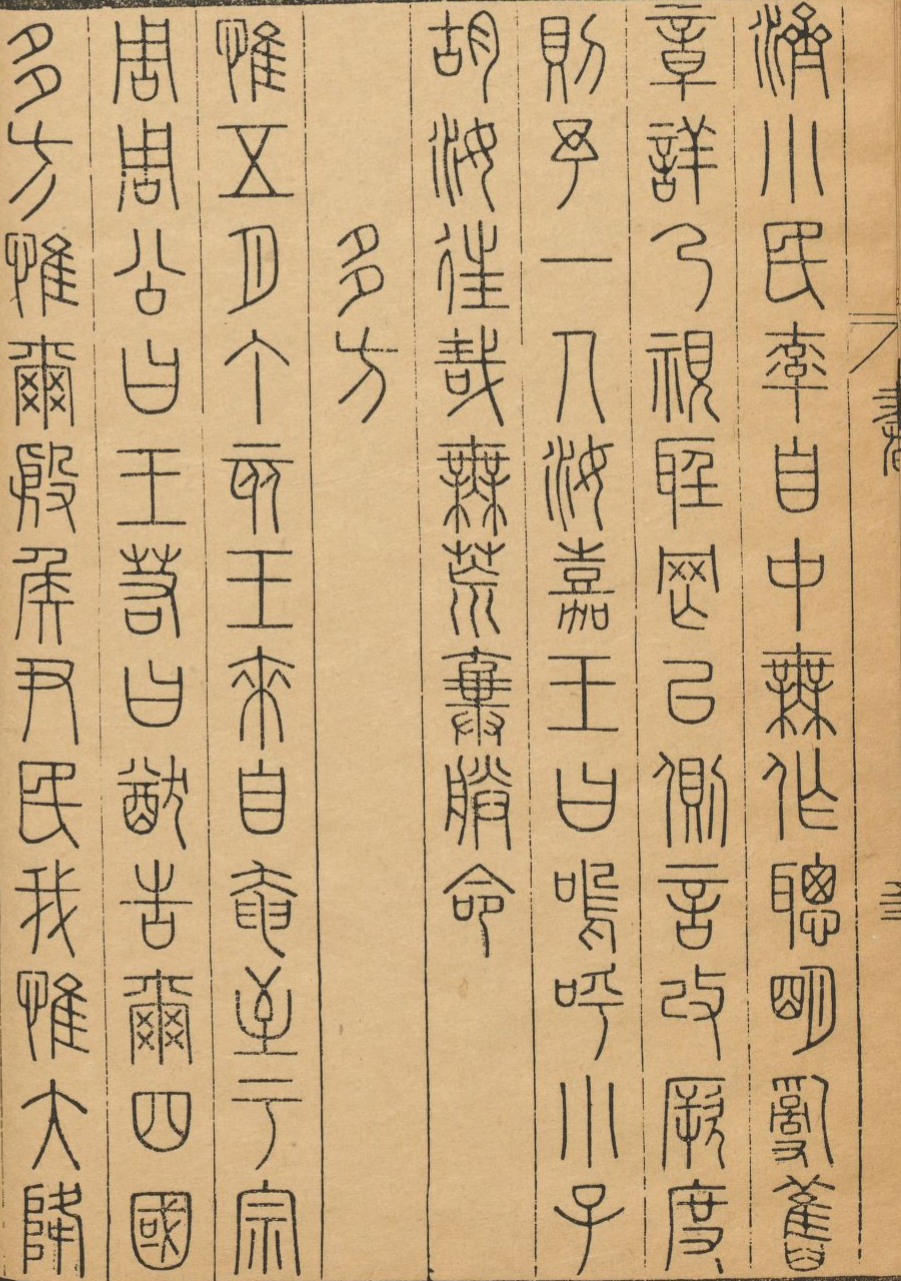 濟小民率自中無作聰明亂舊
章詳乃視聽罔以側言改厥度
則予一人汝嘉王曰嗚呼小子
胡汝往哉無荒棄朕命
多方
惟五月丁亥王來自奄至于宗
周周公曰王若曰猷告爾四國
多方惟爾殷侯尹民我惟大降